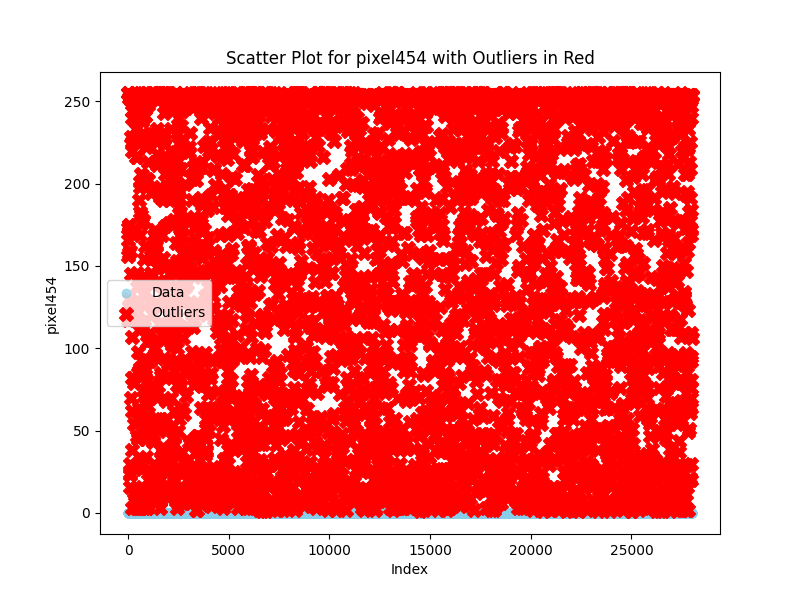 Scatter Plot for pixel454 with Outliers in Red
250
200
150
100
50
0
pixel454
Data
Outliers
0
5000
10000
15000
20000
25000
Index